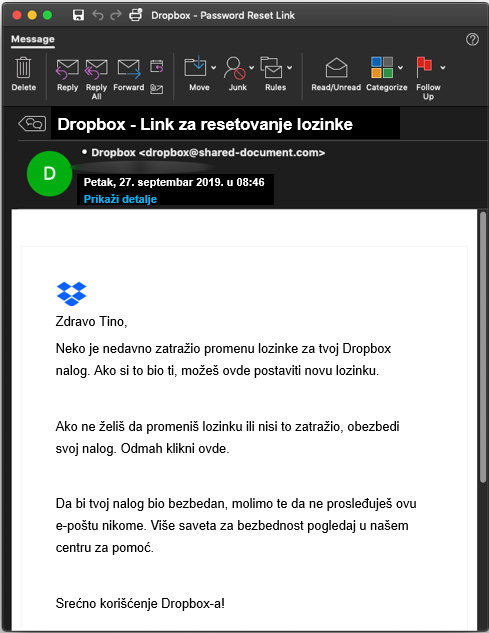 Dropbox - Password Reset Link
Message
Delete
Reply
Reply All
Forward
Move
Junk
Rules
Read/Unread
Categorize
Follow Up
Dropbox - Link za resetovanje lozinke
D
• Dropbox <dropbox@shared-document.com>
Petak, 27. septembar 2019. u 08:46
Prikaži detalje
Zdravo Tino,
Neko je nedavno zatražio promenu lozinke za tvoj Dropbox
nalog. Ako si to bio ti, možeš ovde postaviti novu lozinku.
Ako ne želiš da promeniš lozinku ili nisi to zatražio, obezbedi
svoj nalog. Odmah klikni ovde.
Da bi tvoj nalog bio bezbedan, molimo te da ne prosleđuješ ovu
e-poštu nikome. Više saveta za bezbednost pogledaj u našem
centru za pomoć.
Srećno korišćenje Dropbox-a!